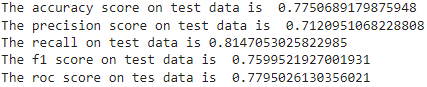 The accuracy score on test data is  0.7750689179875948
The precision score on test data is  0.7120951068228808
The recall on test data is 0.8147053025822985
The f1 score on test data is  0.7599521927001931
The roc score on tes data is  0.7795026130356021